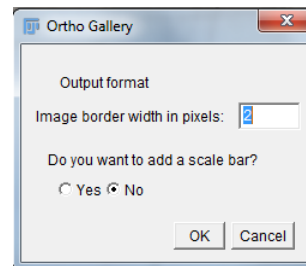 Ortho Gallery
Output format
Image border width in pixels: 2
Do you want to add a scale bar?
Yes No
OK Cancel